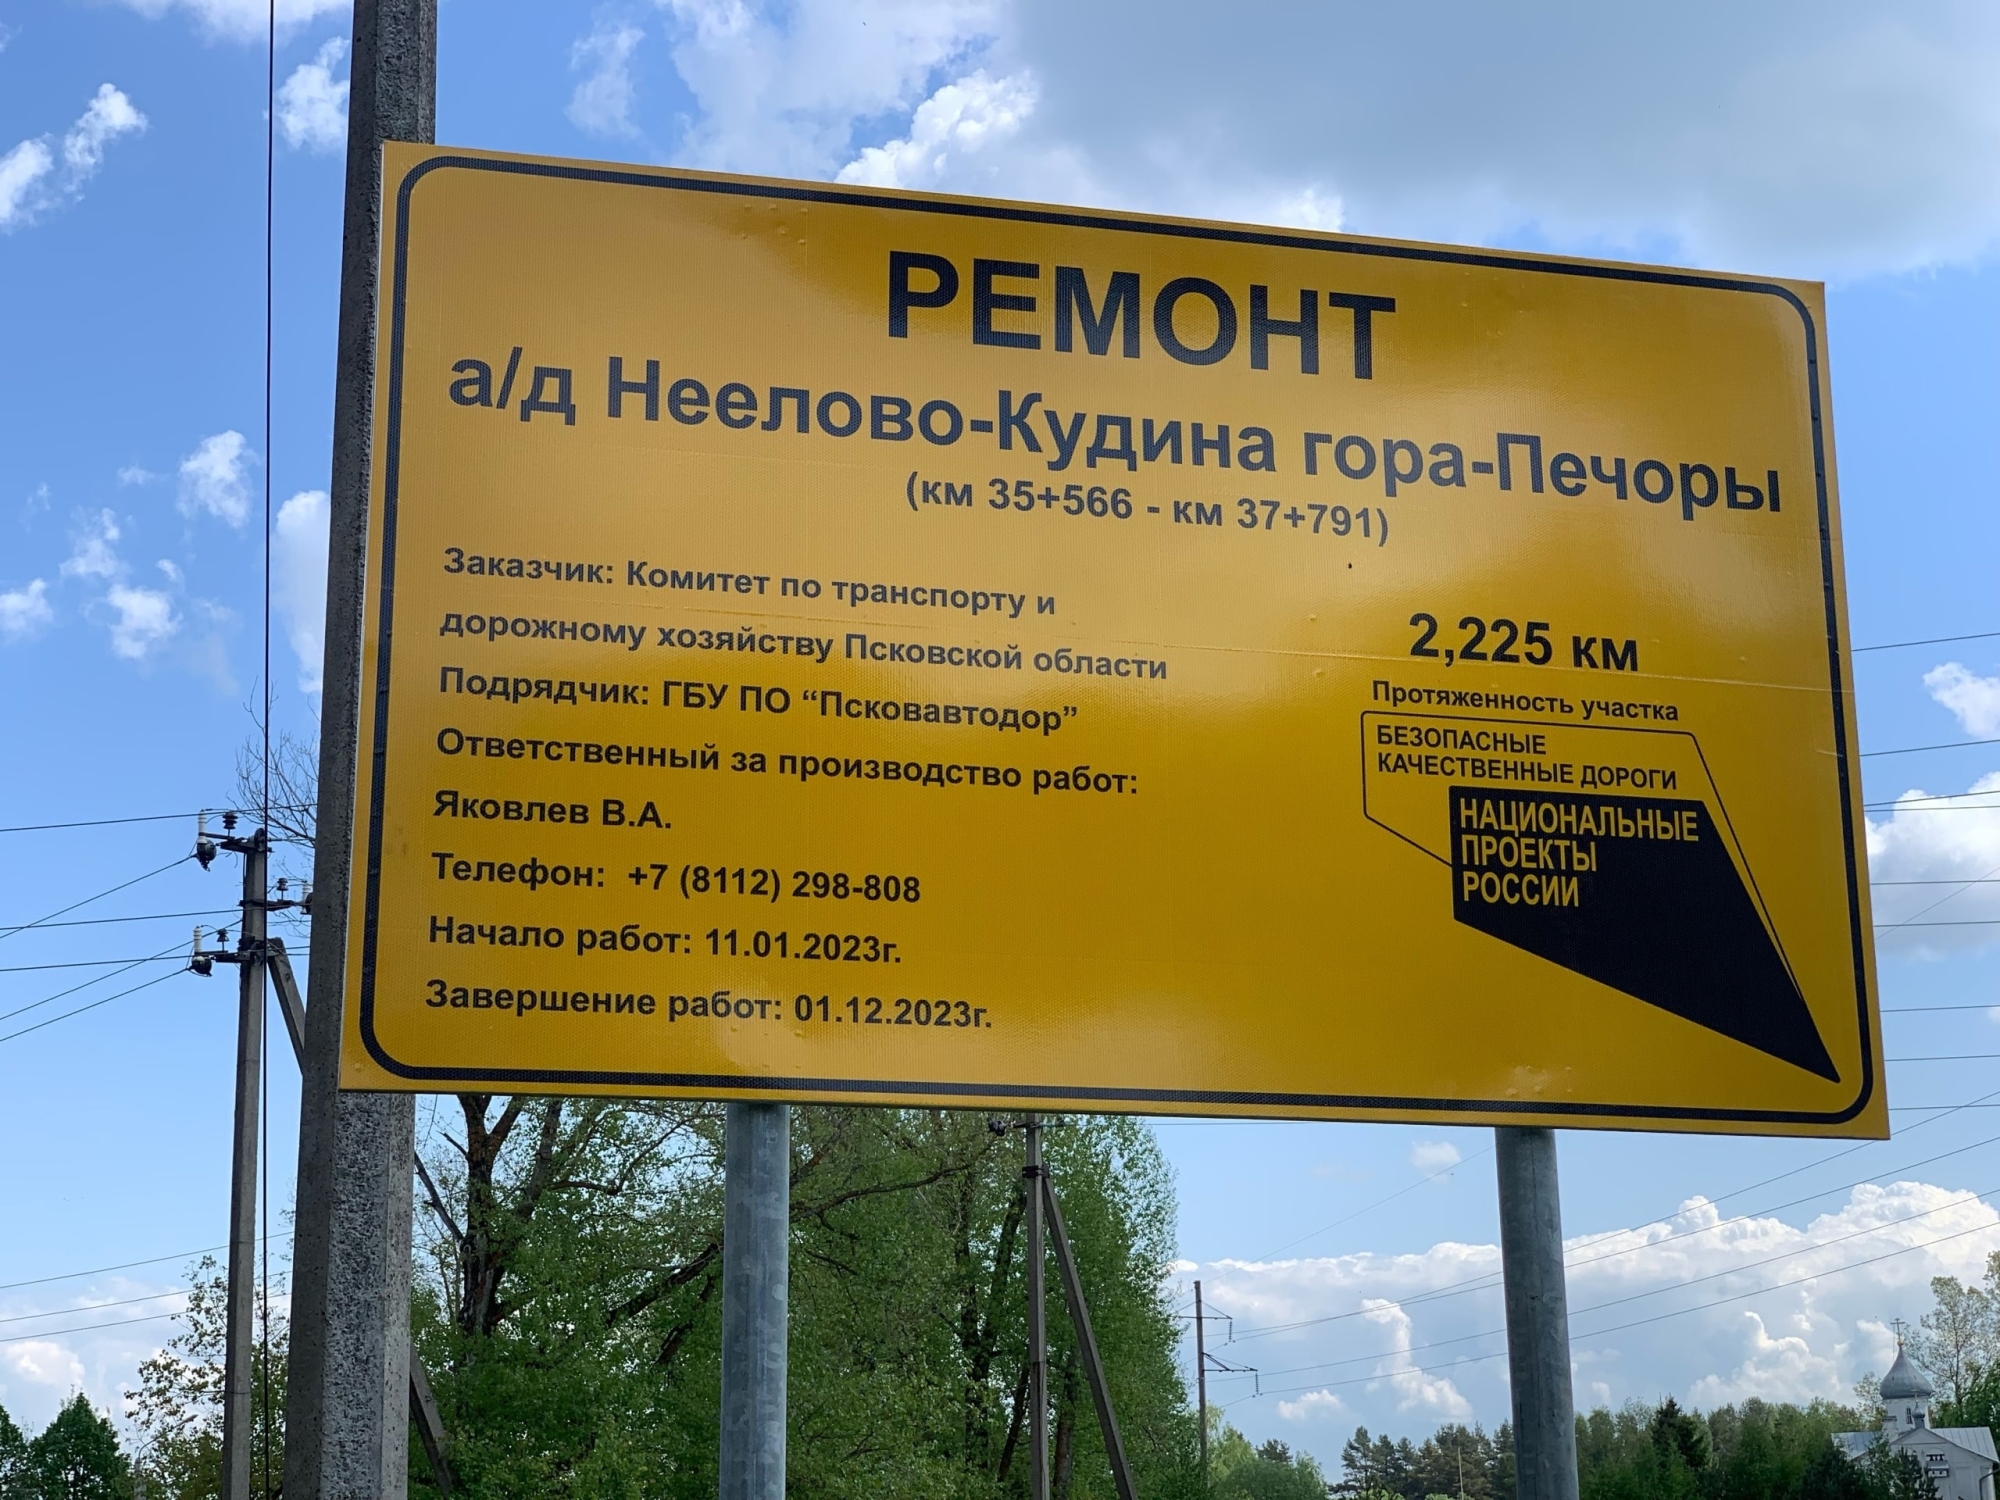 РЕМОНТ
а/д Неелово-Кудина гора-Печоры
(км 35+566 - км 37+791)
Заказчик: Комитет по транспорту и
дорожному хозяйству Псковской области
Подрядчик: ГБУ ПО “Псковавтодор”
Ответственный за производство работ:
Яковлев В.А.
Телефон: +7 (8112) 298-808
Начало работ: 11.01.2023г.
Завершение работ: 01.12.2023г.
2,225 км
Протяженность участка
БЕЗОПАСНЫЕ
КАЧЕСТВЕННЫЕ ДОРОГИ
НАЦИОНАЛЬНЫЕ
ПРОЕКТЫ
РОССИИ